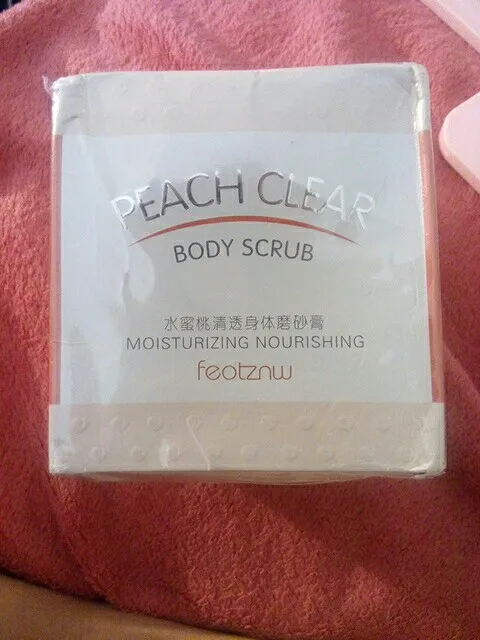 PEACH CLEAR
BODY SCRUB
水蜜桃清透身体磨砂膏
MOISTURIZING NOURISHING
feotznw